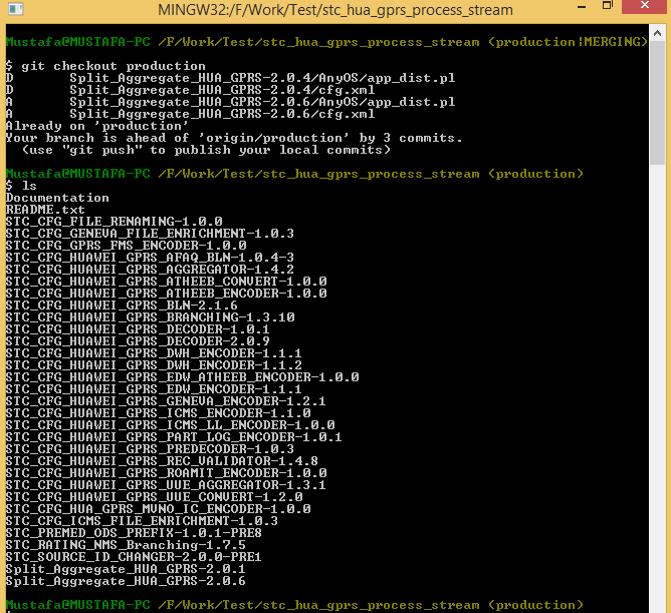 MINGW32:/F/Work/Test/stc_hua_gprs_process_stream
Mustafa@MUSTAFA-PC /F/Work/Test/stc_hua_gprs_process_stream (production|MERGING)
$ git checkout production
D       Split_Aggregate_HUA_GPRS-2.0.4/AnyOS/app_dist.pl
D       Split_Aggregate_HUA_GPRS-2.0.4/cfg.xml
A       Split_Aggregate_HUA_GPRS-2.0.6/AnyOS/app_dist.pl
A       Split_Aggregate_HUA_GPRS-2.0.6/cfg.xml
Already on 'production'
Your branch is ahead of 'origin/production' by 3 commits.
  (use "git push" to publish your local commits)
Mustafa@MUSTAFA-PC /F/Work/Test/stc_hua_gprs_process_stream (production)
$ ls
Documentation
README.txt
STC_CFG_FILE_RENAMING-1.0.0
STC_CFG_GENEVA_FILE_ENRICHMENT-1.0.3
STC_CFG_GPRS_FMS_ENCODER-1.0.0
STC_CFG_HUAWEI_GPRS_AFAQ_BLN-1.0.4-3
STC_CFG_HUAWEI_GPRS_AGGREGATOR-1.4.2
STC_CFG_HUAWEI_GPRS_ATHEEB_CONVERT-1.0.0
STC_CFG_HUAWEI_GPRS_ATHEEB_ENCODER-1.0.0
STC_CFG_HUAWEI_GPRS_BLN-2.1.6
STC_CFG_HUAWEI_GPRS_BRANCHING-1.3.10
STC_CFG_HUAWEI_GPRS_DECODER-1.0.1
STC_CFG_HUAWEI_GPRS_DECODER-2.0.9
STC_CFG_HUAWEI_GPRS_DWH_ENCODER-1.1.1
STC_CFG_HUAWEI_GPRS_DWH_ENCODER-1.1.2
STC_CFG_HUAWEI_GPRS_EDW_ATHEEB_ENCODER-1.0.0
STC_CFG_HUAWEI_GPRS_EDW_ENCODER-1.1.1
STC_CFG_HUAWEI_GPRS_GENEVA_ENCODER-1.2.1
STC_CFG_HUAWEI_GPRS_ICMS_ENCODER-1.1.0
STC_CFG_HUAWEI_GPRS_ICMS_LL_ENCODER-1.0.0
STC_CFG_HUAWEI_GPRS_PART_LOG_ENCODER-1.0.1
STC_CFG_HUAWEI_GPRS_PREDECODER-1.0.3
STC_CFG_HUAWEI_GPRS_REC_VALIDATOR-1.4.8
STC_CFG_HUAWEI_GPRS_ROAMIT_ENCODER-1.0.0
STC_CFG_HUAWEI_GPRS_UUE_AGGREGATOR-1.3.1
STC_CFG_HUAWEI_GPRS_UUE_CONVERT-1.2.0
STC_CFG_HUA_GPRS_MVNO_IC_ENCODER-1.0.0
STC_CFG_ICMS_FILE_ENRICHMENT-1.0.3
STC_PREMED_ODS_PREFIX-1.0.1-PRE8
STC_RATING_NMS_Branching-1.7.5
STC_SOURCE_ID_CHANGER-2.0.0-PRE1
Split_Aggregate_HUA_GPRS-2.0.1
Split_Aggregate_HUA_GPRS-2.0.6
Mustafa@MUSTAFA-PC /F/Work/Test/stc_hua_gprs_process_stream (production)